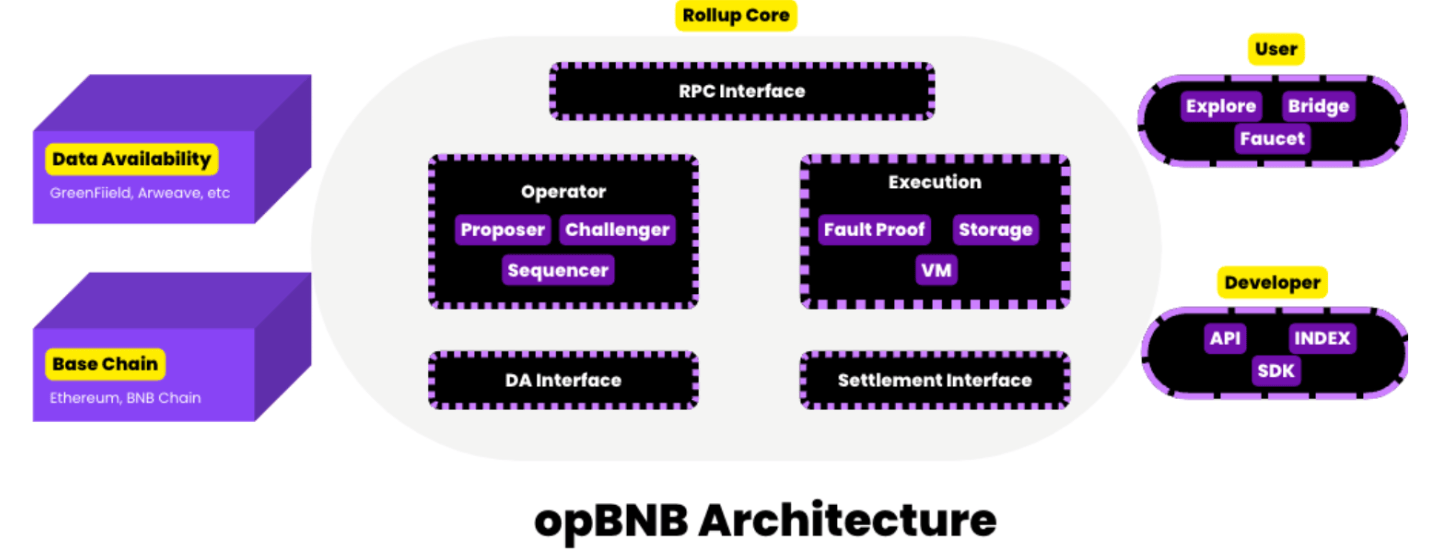 Rollup Core
RPC Interface
Operator
Proposer Challenger
Sequencer
Execution
Fault Proof Storage
VM
DA Interface
Settlement Interface
Data Availability
GreenFiield, Arweave, etc
Base Chain
Ethereum, BNB Chain
User
Explore Bridge
Faucet
Developer
API INDEX
SDK
opBNB Architecture